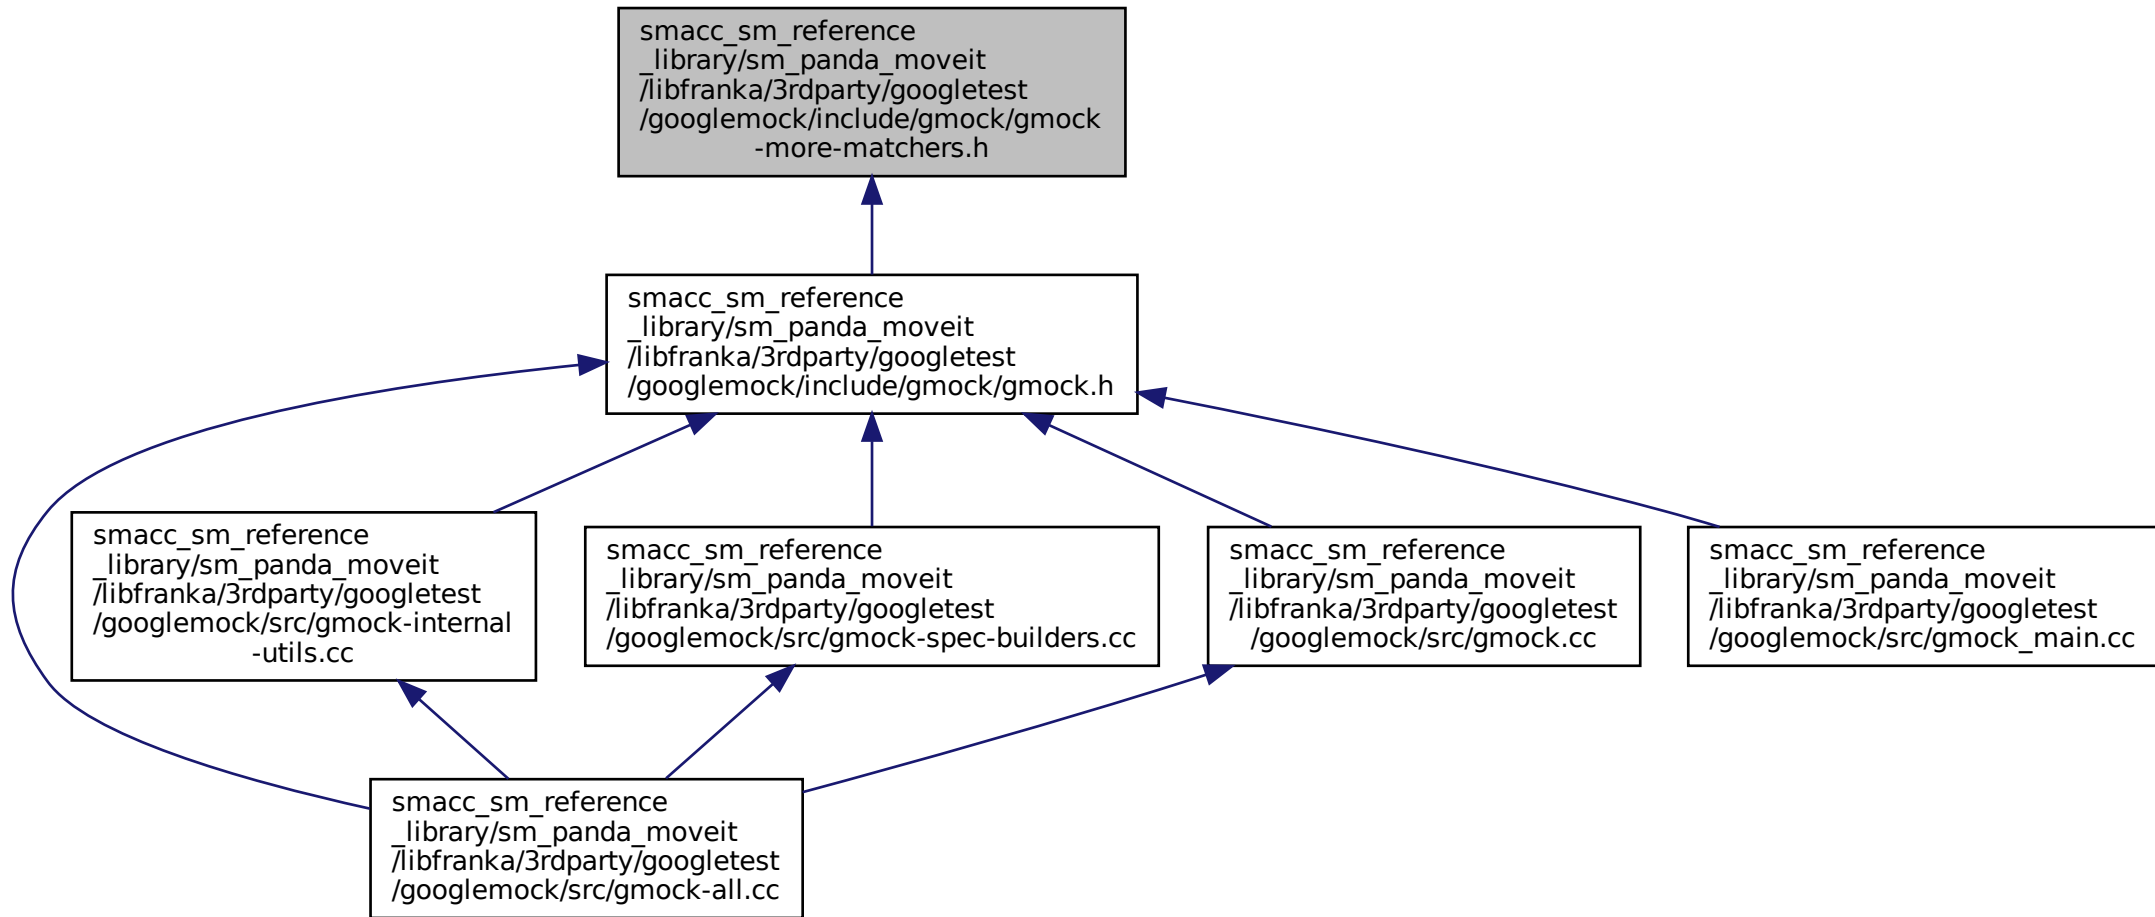 smacc_sm_reference
_library/sm_panda_moveit
/libfranka/3rdparty/googletest
/googlemock/include/gmock/gmock
-more-matchers.h
smacc_sm_reference
_library/sm_panda_moveit
/libfranka/3rdparty/googletest
/googlemock/include/gmock/gmock.h
smacc_sm_reference
_library/sm_panda_moveit
/libfranka/3rdparty/googletest
/googlemock/src/gmock-internal
-utils.cc
smacc_sm_reference
_library/sm_panda_moveit
/libfranka/3rdparty/googletest
/googlemock/src/gmock-spec-builders.cc
smacc_sm_reference
_library/sm_panda_moveit
/libfranka/3rdparty/googletest
/googlemock/src/gmock.cc
smacc_sm_reference
_library/sm_panda_moveit
/libfranka/3rdparty/googletest
/googlemock/src/gmock_main.cc
smacc_sm_reference
_library/sm_panda_moveit
/libfranka/3rdparty/googletest
/googlemock/src/gmock-all.cc